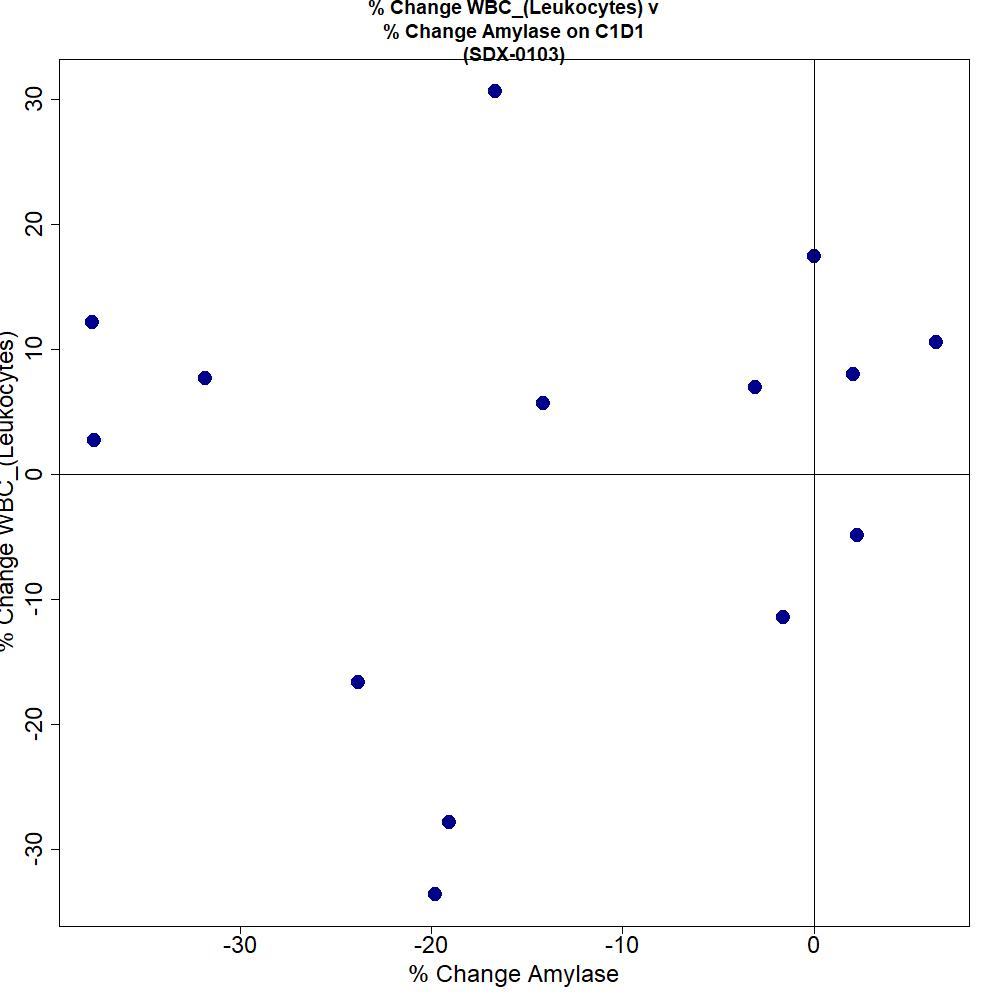 % Change WBC_(Leukocytes) v
% Change Amylase on C1D1
(SDX-0103)
% Change WBC_(Leukocytes)
30
20
10
0
-10
-20
-30
-30
-20
-10
0
% Change Amylase